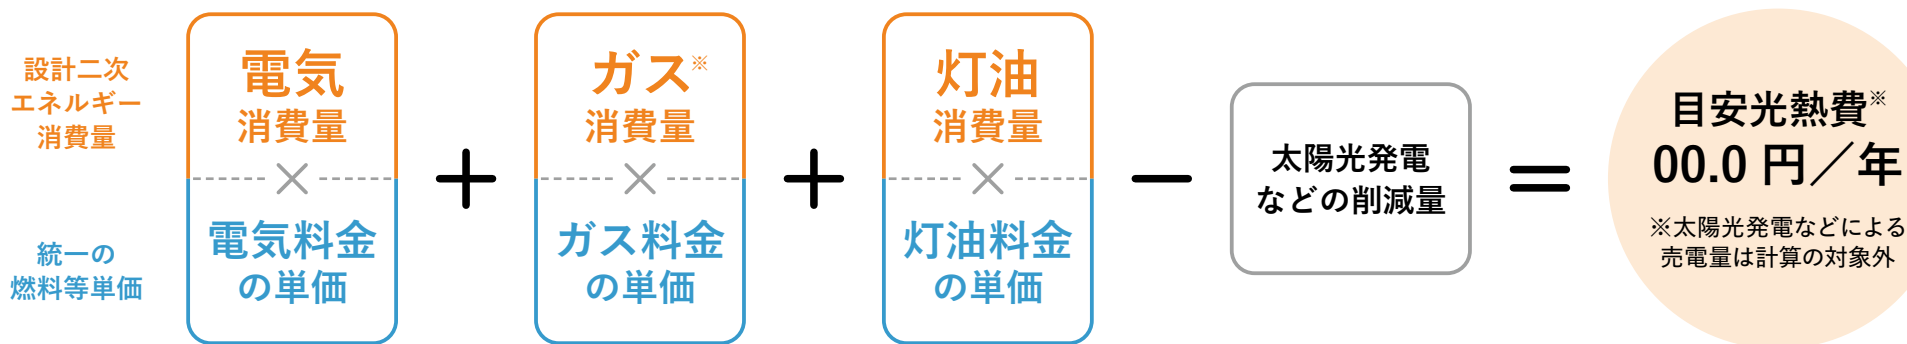 設計二次
エネルギー
消費量
統一の
燃料等単価
電気
消費量
×
電気料金
の単価
+
ガス※
消費量
×
ガス料金
の単価
+
灯油
消費量
×
灯油料金
の単価
−
太陽光発電
などの削減量
=
目安光熱費※
00.0 円／年
※太陽光発電などによる
売電量は計算の対象外